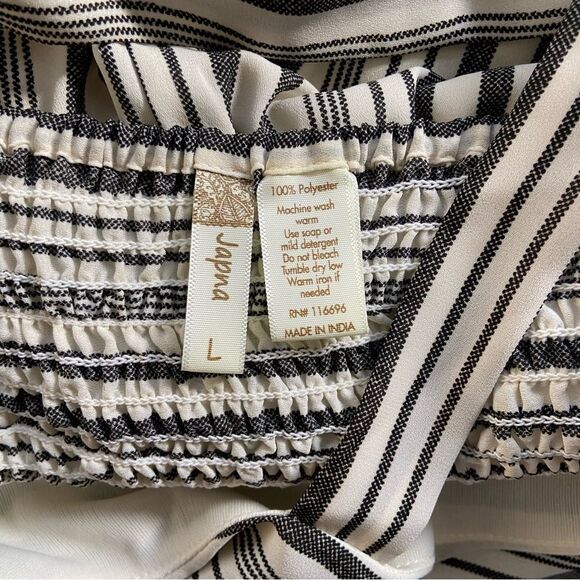 Japna
L
100% Polyester
Mochine wash
warm
Use soap or
mild detergent
Do not bleach
Tumble dry low
Warm iron if
needed
RN# 116696
MADE IN INDIA